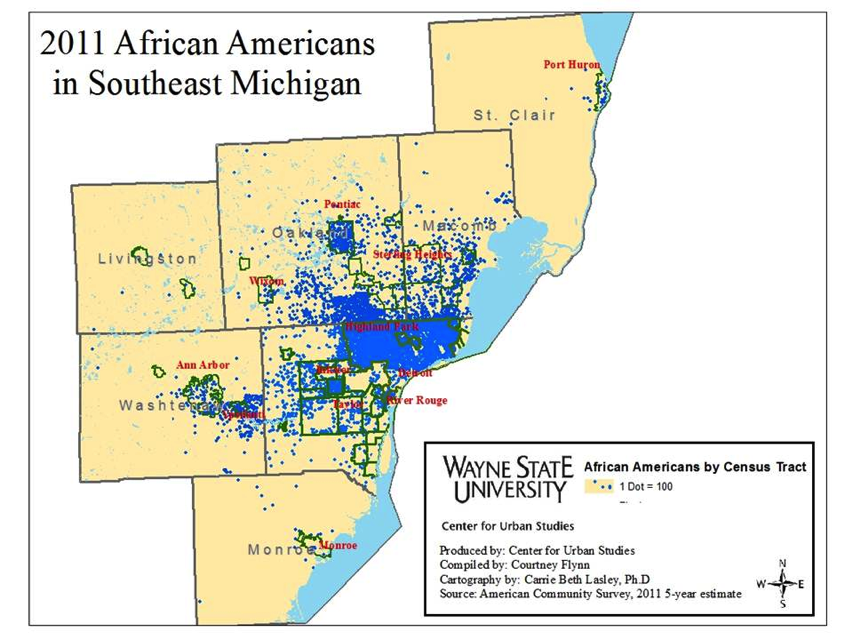 2011 African Americans
in Southeast Michigan
Port Huron
St. Clair
Pontiac
Oakland
Macomb
Sterling Heights
Livingston
Wixom
Highland Park
Ann Arbor
Detroit
Washtenaw
Ypsilanti
Inkster
Taylor
River Rouge
Monroe
Monroe
WAYNE STATE
UNIVERSITY
Center for Urban Studies
African Americans by Census Tract
1 Dot = 100
Produced by: Center for Urban Studies
Compiled by: Courtney Flynn
Cartography by: Carrie Beth Lasley, Ph.D
Source: American Community Survey, 2011 5-year estimate
N
W E
S